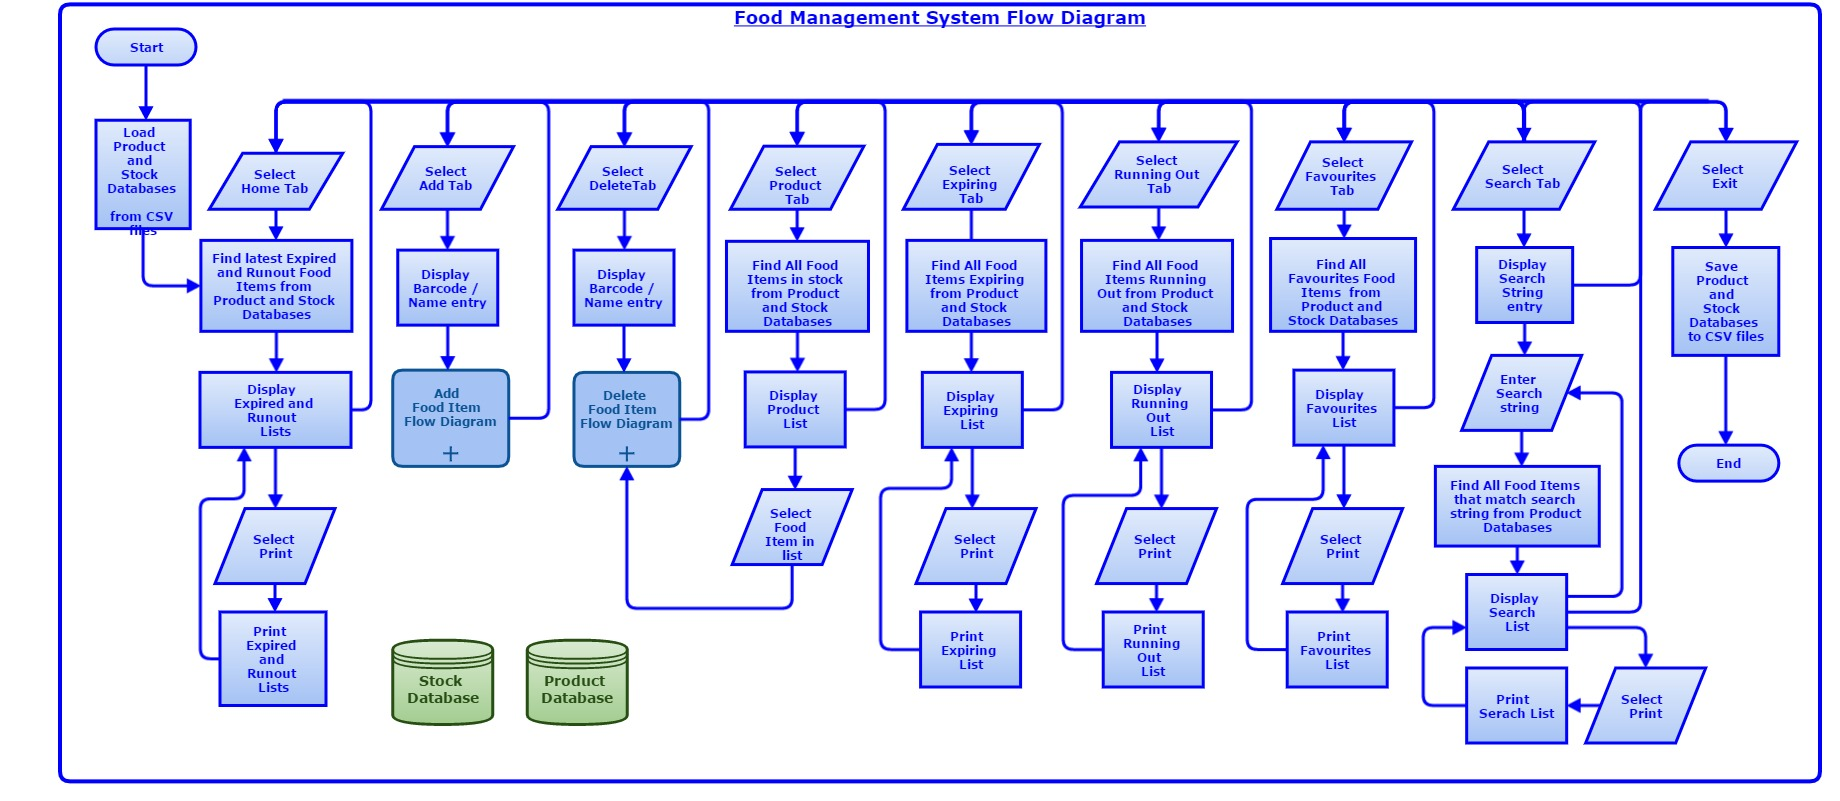 Food Management System Flow Diagram
Start
Load
Product
and
Stock
Databases
from CSV
files
Select
Home Tab
Find latest Expired
and Runout Food
Items from
Product and Stock
Databases
Display
Expired and
Runout
Lists
Select
Print
Print
Expired
and
Runout
Lists
Select
Add Tab
Display
Barcode /
Name entry
Add
Food Item
Flow Diagram
+
Select
DeleteTab
Display
Barcode /
Name entry
Delete
Food Item
Flow Diagram
+
Stock
Database
Product
Database
Select
Product
Tab
Find All Food
Items in stock
from Product
and Stock
Databases
Display
Product
List
Select
Food
Item in
list
Select
Expiring
Tab
Find All Food
Items Expiring
from Product
and Stock
Databases
Display
Expiring
List
Select
Print
Print
Expiring
List
Select
Running Out
Tab
Find All Food
Items Running
Out from Product
and Stock
Databases
Display
Running
Out
List
Select
Print
Print
Running
Out
List
Select
Favourites
Tab
Find All
Favourites Food
Items from
Product and
Stock Databases
Display
Favourites
List
Select
Print
Print
Favourites
List
Select
Search Tab
Display
Search
String
entry
Enter
Search
string
Find All Food Items
that match search
string from Product
Databases
Display
Search
List
Select
Print
Print
Serach List
Select
Exit
Save
Product
and
Stock
Databases
to CSV files
End